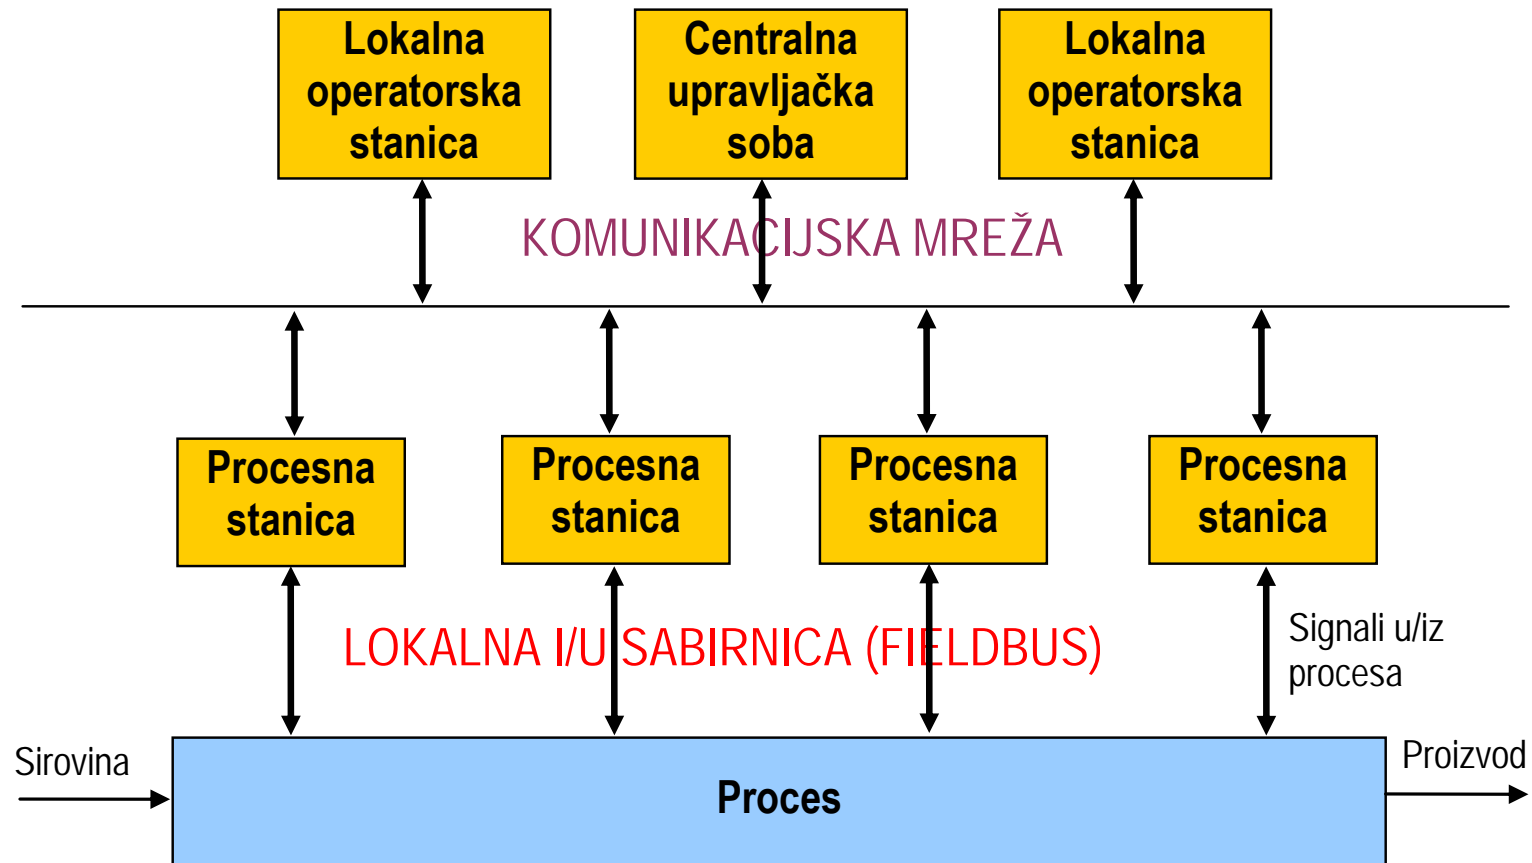 Lokalna
operatorska
stanica
Centralna
upravljačka
soba
Lokalna
operatorska
stanica
KOMUNIKACIJSKA MREŽA
Procesna
stanica
Procesna
stanica
Procesna
stanica
Procesna
stanica
LOKALNA I/U SABIRNICA (FIELDBUS)
Signali u/iz
procesa
Sirovina
Proces
Proizvod